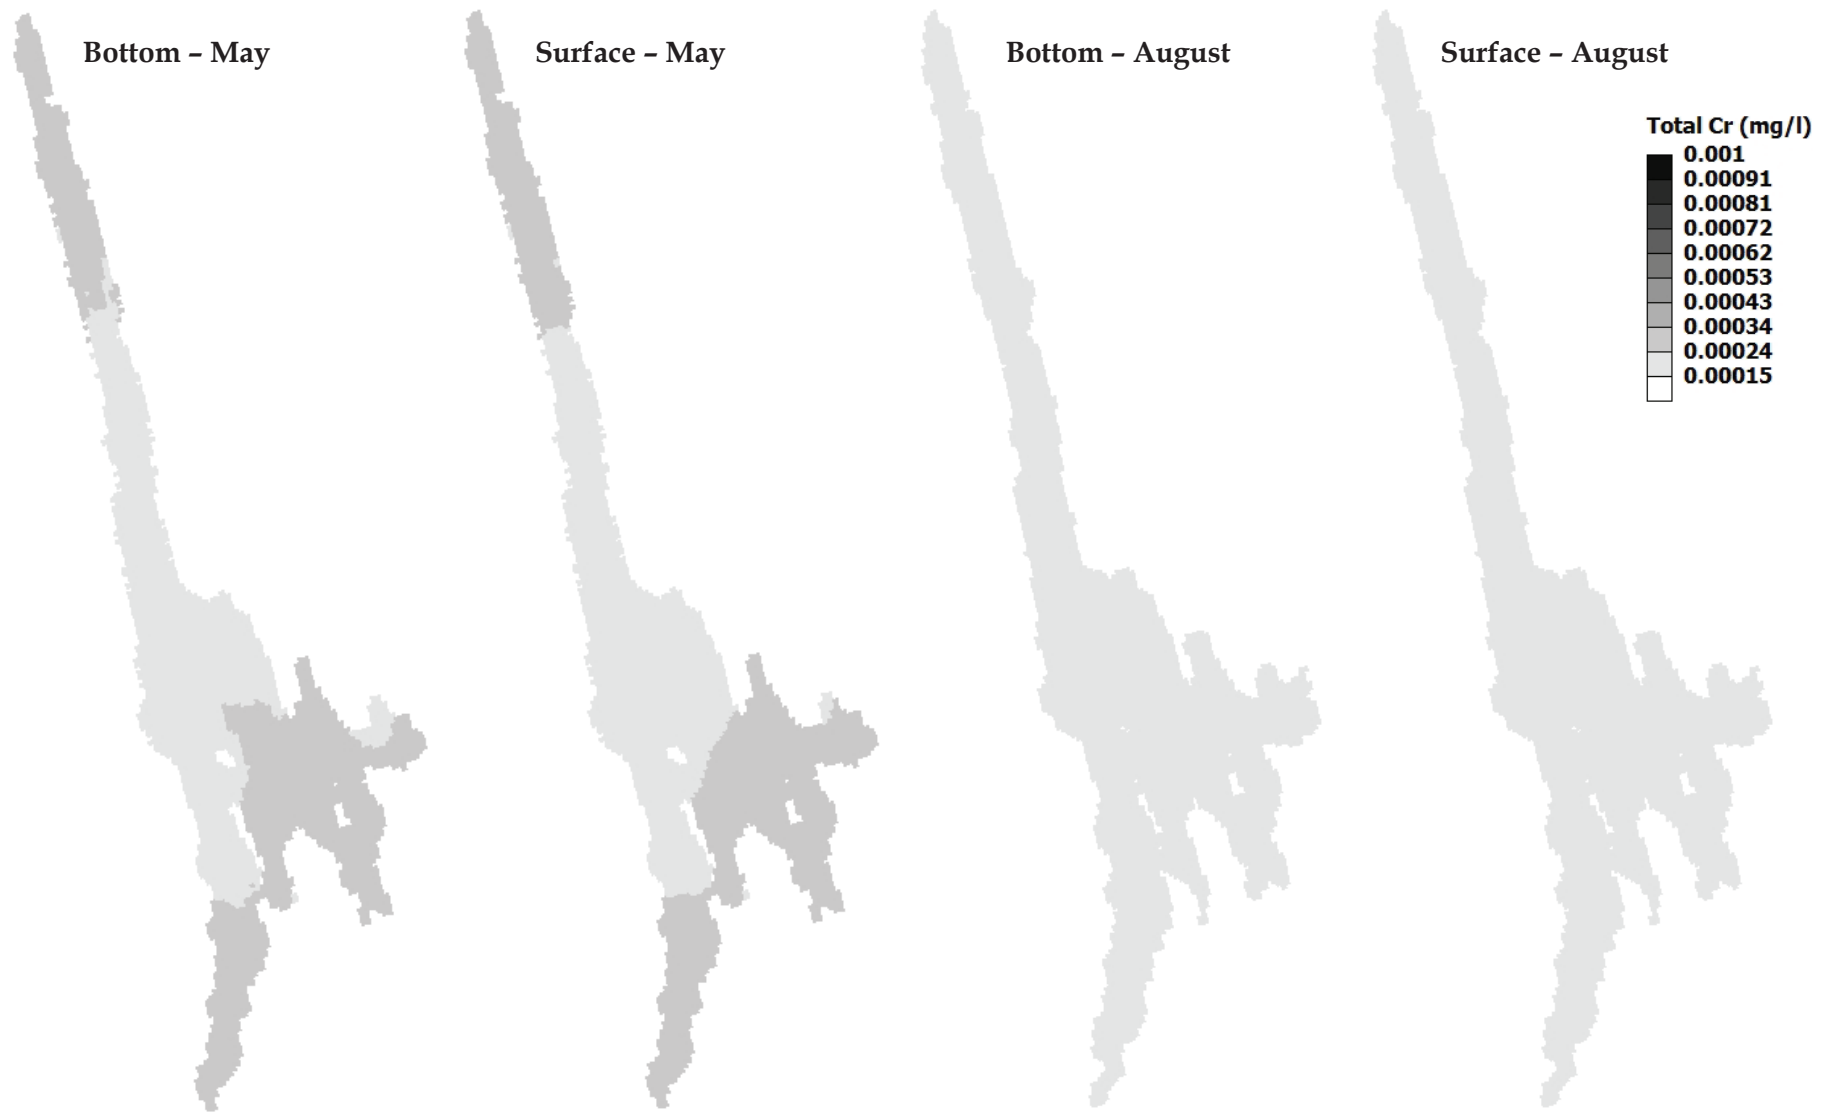 Bottom – May
Surface – May
Bottom – August
Surface – August
Total Cr (mg/l)
0.001
0.00091
0.00081
0.00072
0.00062
0.00053
0.00043
0.00034
0.00024
0.00015